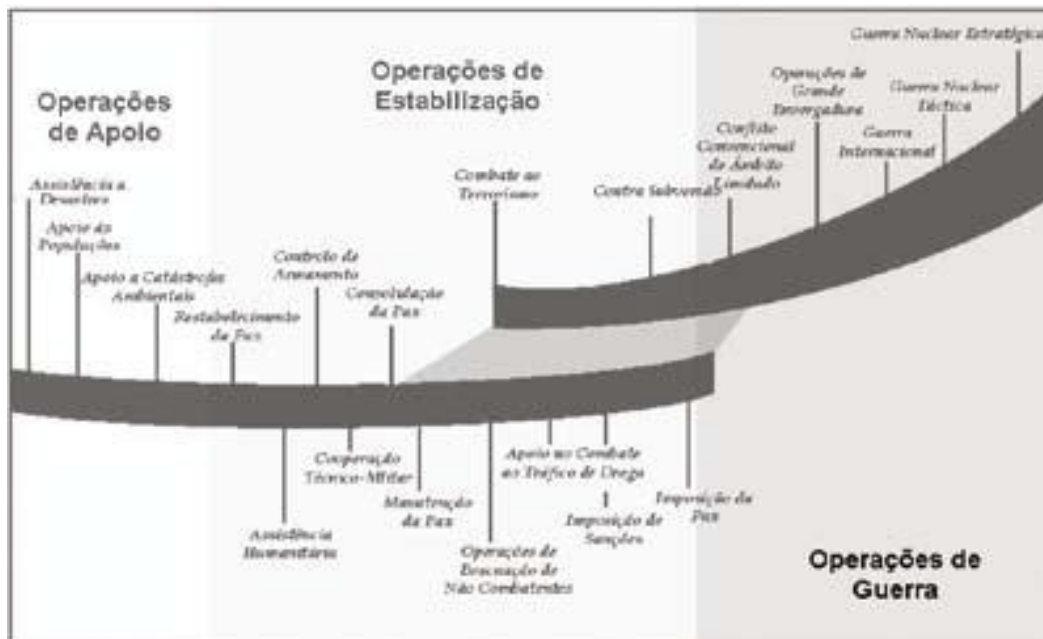 Operações
de Apoio
Operações de
Estabilização
Guerra Nuclear Estratégica
Operações de
Grande
Envergadura
Guerra Nuclear
Táctica
Conflito
Convencional
de Âmbito
Limitado
Guerra
Internacional
Assistência a
Desastres
Apoio às
Populações
Apoio a Catástrofes
Ambientais
Restabelecimento
da Paz
Controlo de
Armamento
Consolidação
da Paz
Combate ao
Terrorismo
Contra Subversão
Assistência
Humanitária
Cooperação
Técnico-Militar
Manutenção
da Paz
Operações de
Evacuação de
Não Combatentes
Apoio ao Combate
ao Tráfico de Droga
Imposição de
Sanções
Imposição da
Paz
Operações de
Guerra